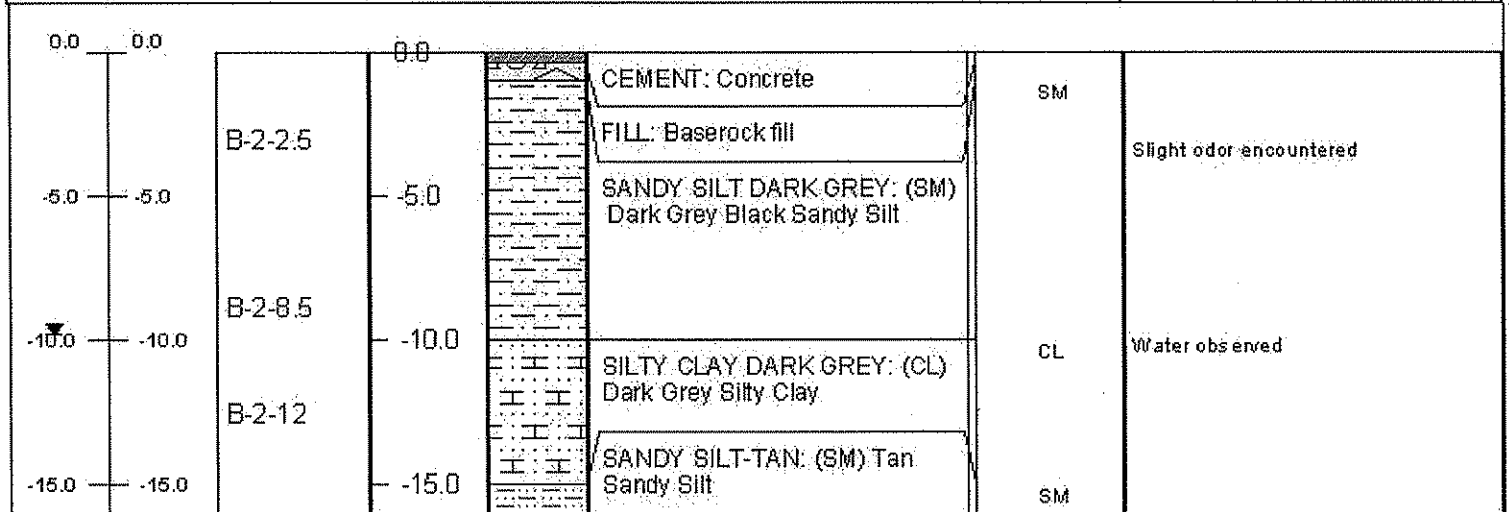 0.0 0.0 0.0
CEMENT: Concrete
SM
FILL: Baserock fill
B-2-2.5
Slight odor encountered
-5.0 -5.0 -5.0
SANDY SILT DARK GREY: (SM)
Dark Grey Black Sandy Silt
B-2-8.5
-10.0 -10.0 -10.0
CL
Water observed
SILTY CLAY DARK GREY: (CL)
Dark Grey Silty Clay
B-2-12
SANDY SILT-TAN: (SM) Tan
Sandy Silt
-15.0 -15.0 -15.0
SM